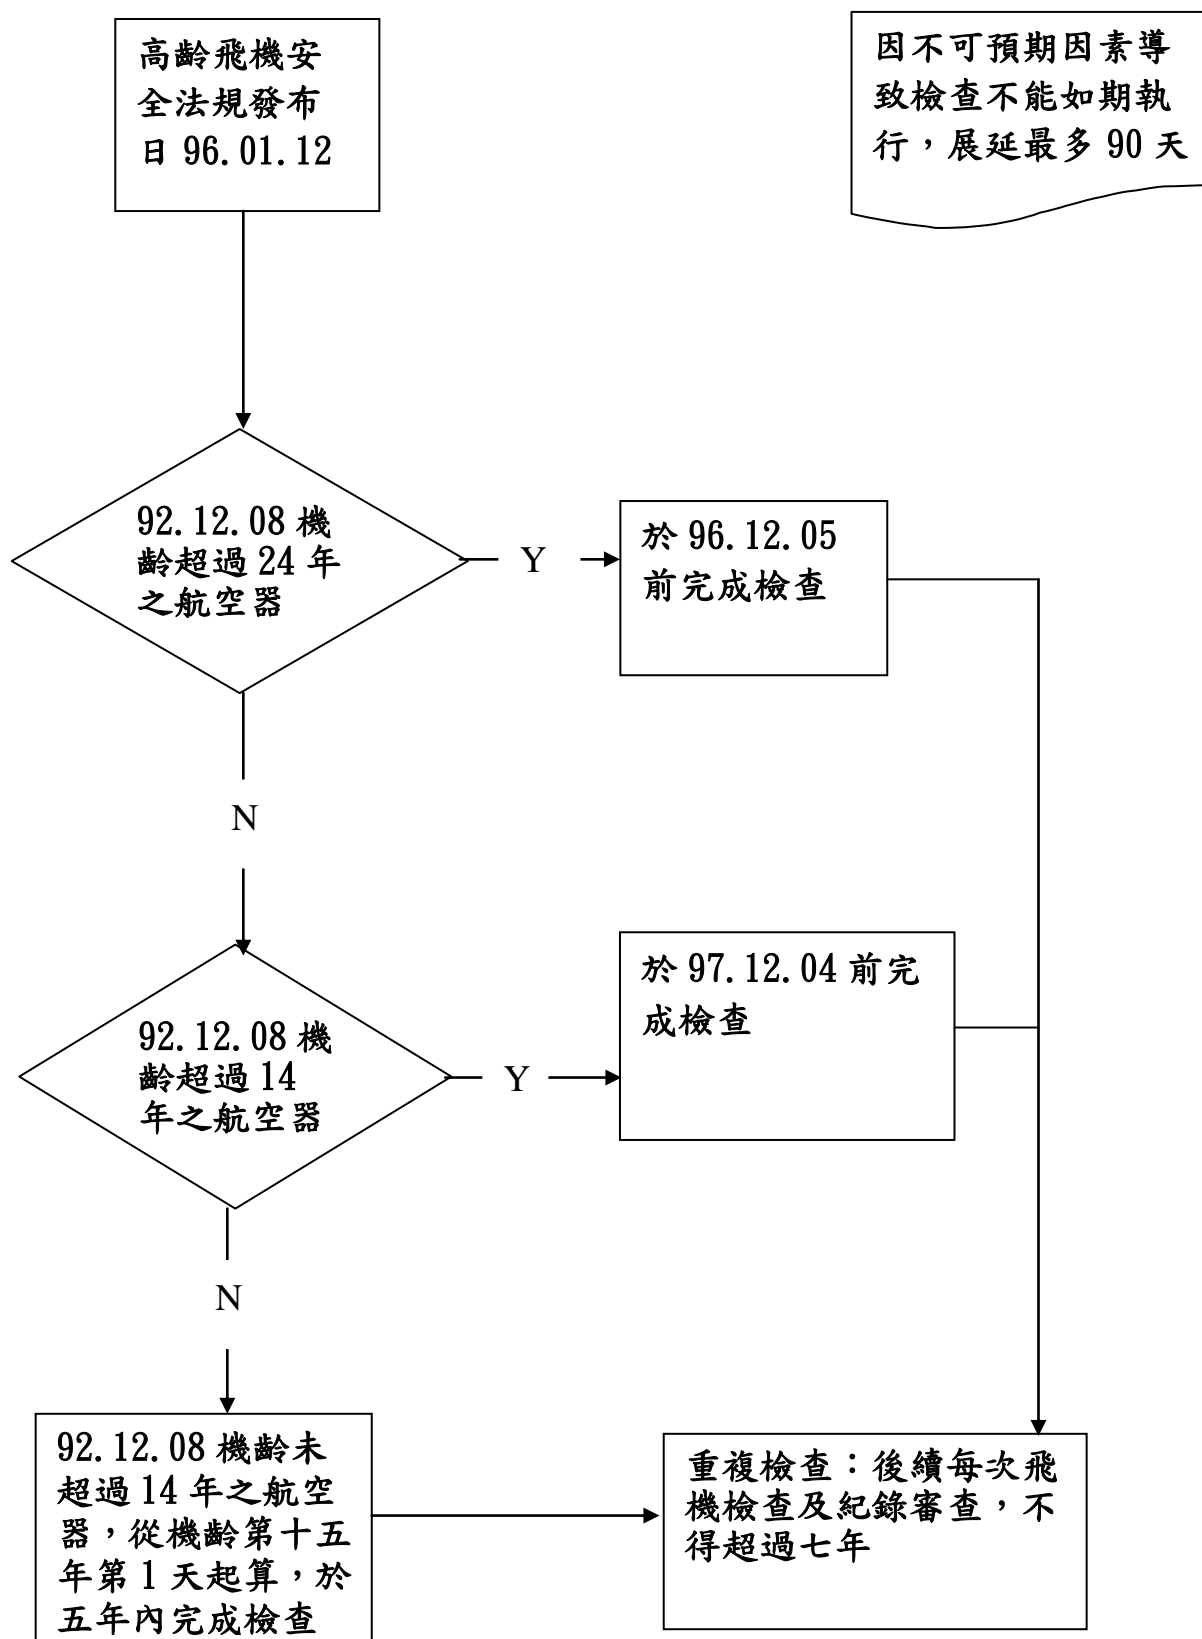 高齡飛機安
全法規發布
日 96.01.12
因不可預期因素導
致檢查不能如期執
行，展延最多 90 天
92.12.08 機
齡超過 24 年
之航空器
Y
於 96.12.05
前完成檢查
N
92.12.08 機
齡超過 14
年之航空器
Y
於 97.12.04 前完
成檢查
N
92.12.08 機齡未
超過 14 年之航空
器，從機齡第十五
年第 1 天起算，於
五年內完成檢查
重複檢查：後續每次飛
機檢查及紀錄審查，不
得超過七年